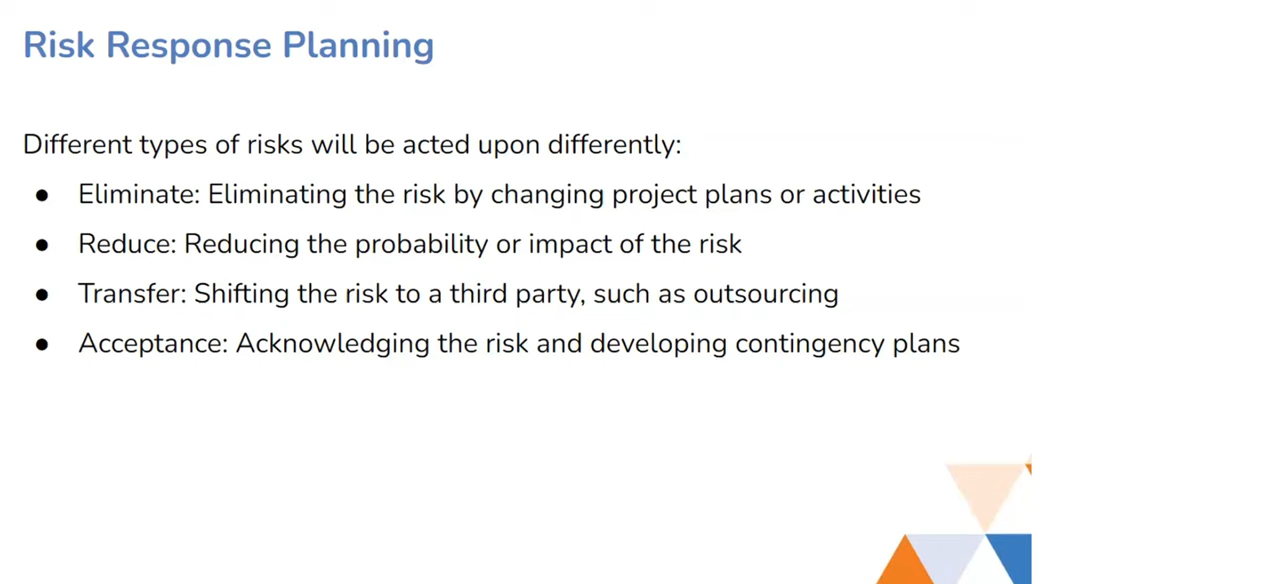 Risk Response Planning
Different types of risks will be acted upon differently:
● Eliminate: Eliminating the risk by changing project plans or activities
● Reduce: Reducing the probability or impact of the risk
● Transfer: Shifting the risk to a third party, such as outsourcing
● Acceptance: Acknowledging the risk and developing contingency plans